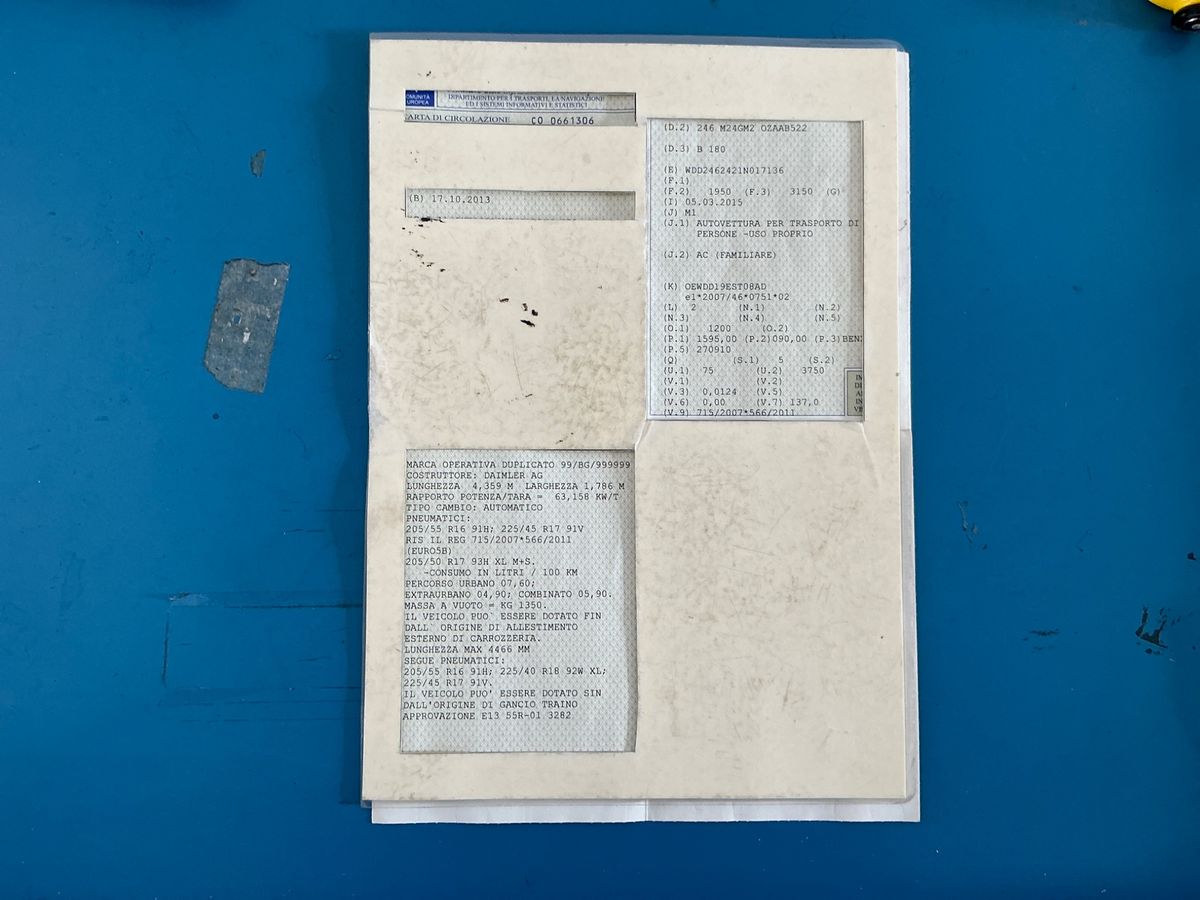 OMUNITÀ
UROPEA
DIPARTIMENTO PER I TRASPORTI, LA NAVIGAZIONE
ED I SISTEMI INFORMATIVI E STATISTICI
ARTA DI CIRCOLAZIONE CO 0661306
(B) 17.10.2013
(D.2) 246 M24GM2 OZAAB522
(D.3) B 180
(E) WDD2462421N017136
(F.1)
(F.2) 1950 (F.3) 3150 (G)
(I) 05.03.2015
(J) M1
(J.1) AUTOVETTURA PER TRASPORTO DI
PERSONE -USO PROPRIO
(J.2) AC (FAMILIARE)
(K) OEWDD19EST08AD
e1*2007/46*0751*02
(L) 2 (N.1) (N.2)
(N.3) (N.4) (N.5)
(O.1) 1200 (O.2)
(P.1) 1595,00 (P.2)090,00 (P.3)BEN
(P.5) 270910
(Q) (S.1) 5 (S.2)
(U.1) 75 (U.2) 3750
(V.1) (V.2)
(V.3) 0,0124 (V.5)
(V.6) 0,00 (V.7) 137,0
(V.9) 715/2007*566/2011
MARCA OPERATIVA DUPLICATO 99/BG/999999
COSTRUTTORE: DAIMLER AG
LUNGHEZZA 4,359 M LARGHEZZA 1,786 M
RAPPORTO POTENZA/TARA = 63,158 KW/T
TIPO CAMBIO: AUTOMATICO
PNEUMATICI:
205/55 R16 91H; 225/45 R17 91V
RIS IL REG 715/2007*566/2011
(EURO5B)
205/50 R17 93H XL M+S.
-CONSUMO IN LITRI / 100 KM
PERCORSO URBANO 07,60;
EXTRAURBANO 04,90; COMBINATO 05,90.
MASSA A VUOTO = KG 1350.
IL VEICOLO PUO` ESSERE DOTATO FIN
DALL` ORIGINE DI ALLESTIMENTO
ESTERNO DI CARROZZERIA.
LUNGHEZZA MAX 4466 MM
SEGUE PNEUMATICI:
205/55 R16 91H; 225/40 R18 92W XL;
225/45 R17 91V.
IL VEICOLO PUO' ESSERE DOTATO SIN
DALL'ORIGINE DI GANCIO TRAINO
APPROVAZIONE E13 55R-01 3282